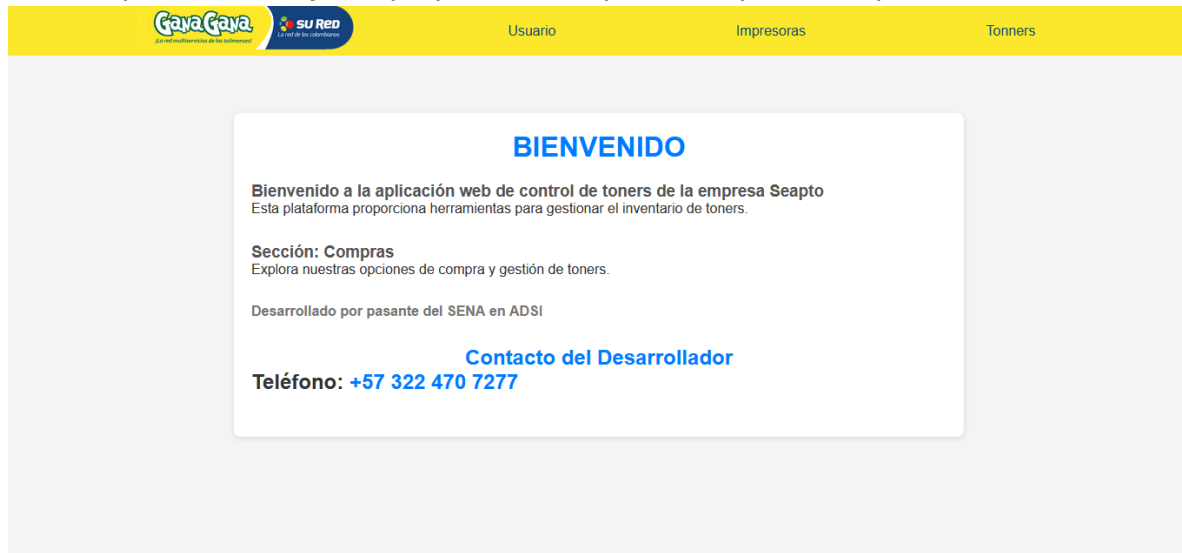 GANA GANA
¡La red multiservicios de los tolimenses!
SU RED
La red de los colombianos
Usuario
Impresoras
Tonners
BIENVENIDO
Bienvenido a la aplicación web de control de toners de la empresa Seapto
Esta plataforma proporciona herramientas para gestionar el inventario de toners.
Sección: Compras
Explora nuestras opciones de compra y gestión de toners.
Desarrollado por pasante del SENA en ADSI
Contacto del Desarrollador
Teléfono: +57 322 470 7277